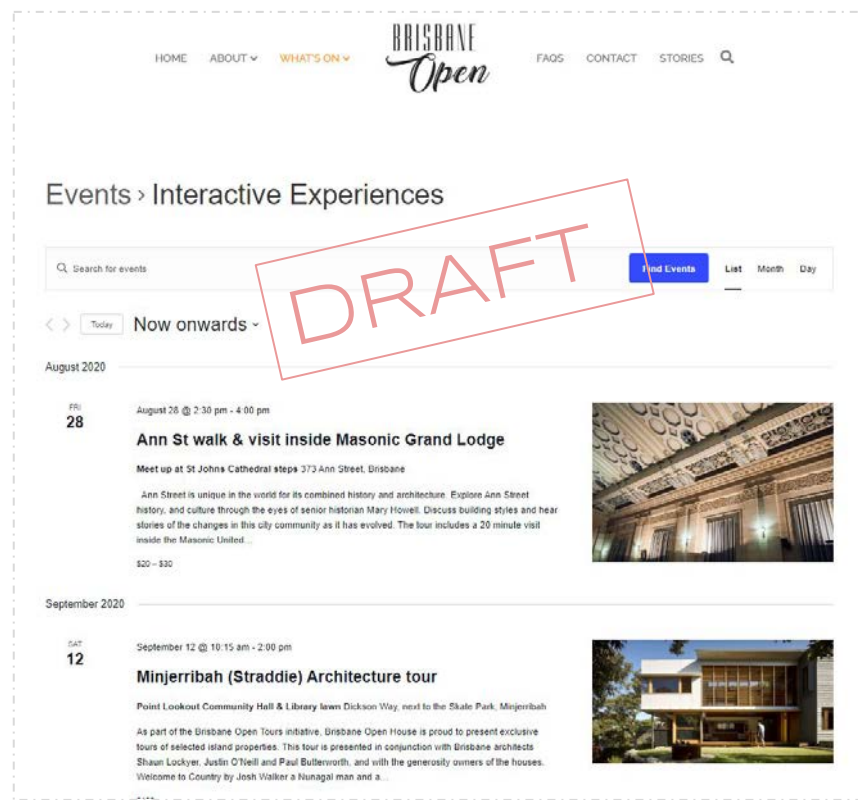 BRISBANE
Open
HOME ABOUT WHAT'S ON FAQS CONTACT STORIES
Events › Interactive Experiences
DRAFT
Search for events Find Events List Month Day
Today Now onwards
August 2020
FRI
28
August 28 @ 2:30 pm - 4:00 pm
Ann St walk & visit inside Masonic Grand Lodge
Meet up at St Johns Cathedral steps 373 Ann Street, Brisbane
Ann Street is unique in the world for its combined history and architecture. Explore Ann Street
history, and culture through the eyes of senior historian Mary Howell. Discuss building styles and hear
stories of the changes in this city community as it has evolved. The tour includes a 20 minute visit
inside the Masonic United...
$20 – $30
September 2020
SAT
12
September 12 @ 10:15 am - 2:00 pm
Minjerribah (Straddie) Architecture tour
Point Lookout Community Hall & Library lawn Dickson Way, next to the Skate Park, Minjerribah
As part of the Brisbane Open Tours initiative, Brisbane Open House is proud to present exclusive
tours of selected island properties. This tour is presented in conjunction with Brisbane architects
Shaun Lockyer, Justin O'Neill and Paul Butterworth, and with the generosity owners of the houses.
Welcome to Country by Josh Walker a Nunagal man and a...